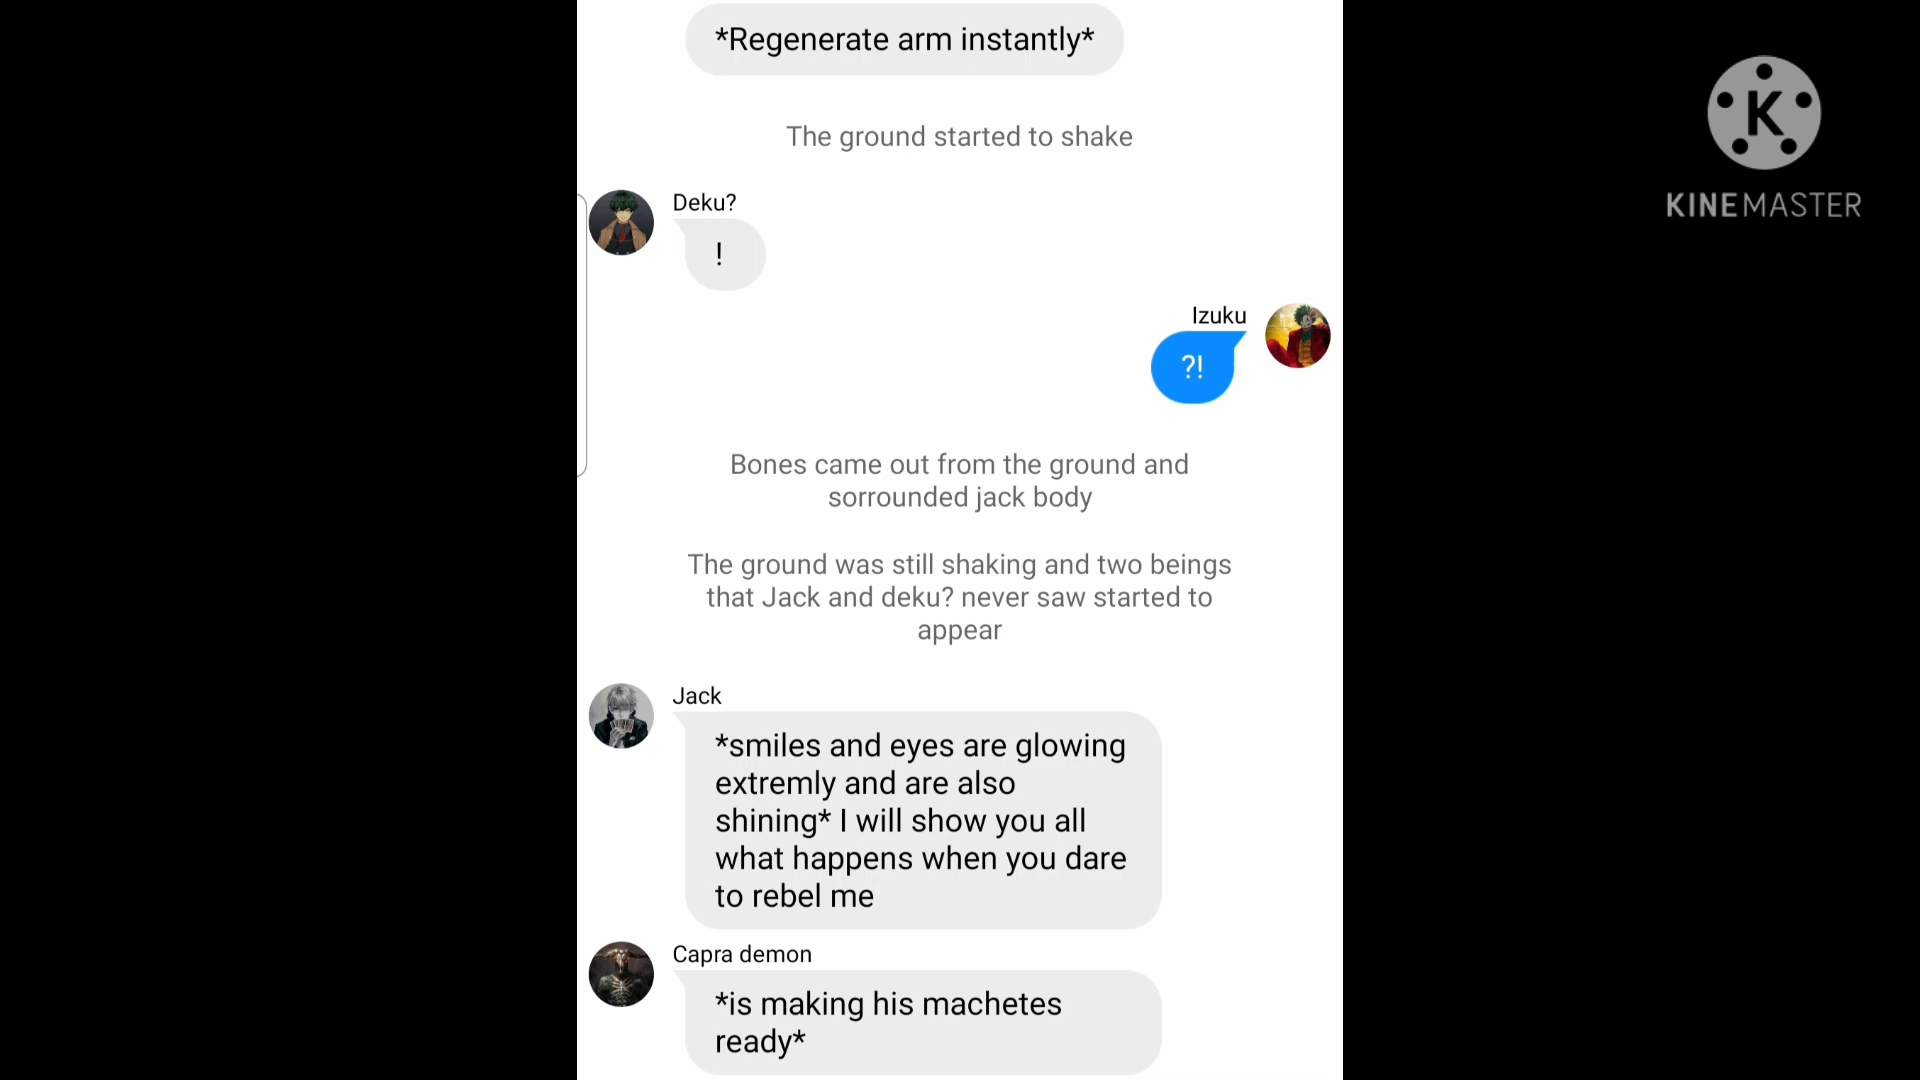 *Regenerate arm instantly*
The ground started to shake
Deku?
!
Izuku
?!
Bones came out from the ground and
sorrounded jack body
The ground was still shaking and two beings
that Jack and deku? never saw started to
appear
Jack
*smiles and eyes are glowing
extremly and are also
shining* I will show you all
what happens when you dare
to rebel me
Capra demon
*is making his machetes
ready*
K
KINEMASTER